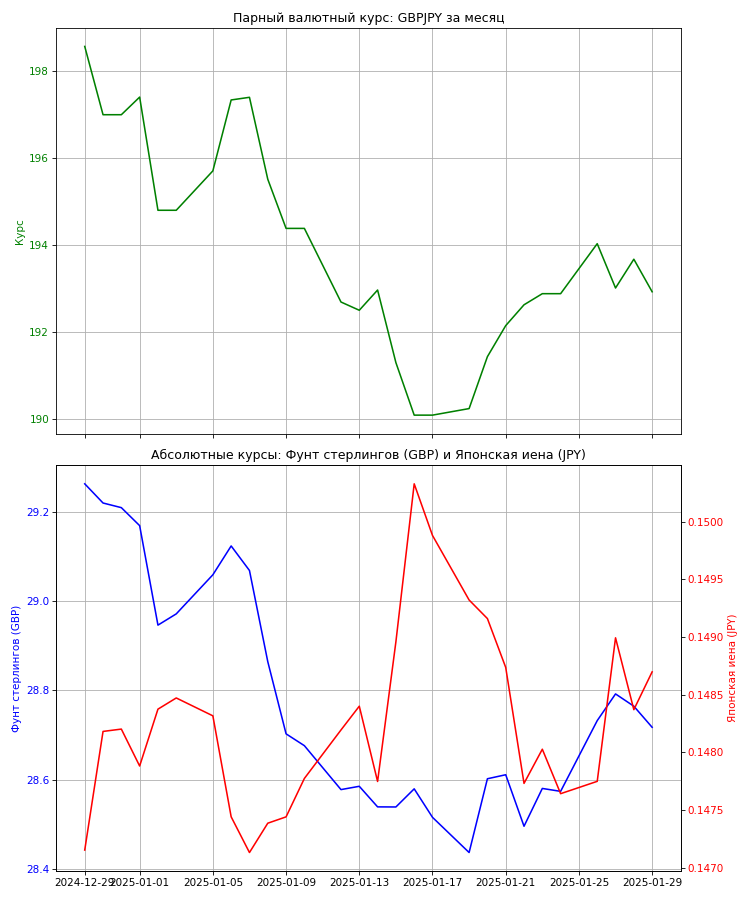 Парный валютный курс: GBPJPY за месяц
198
196
194
192
190
Курс
Абсолютные курсы: Фунт стерлингов (GBP) и Японская иена (JPY)
29.2
29.0
28.8
28.6
28.4
Фунт стерлингов (GBP)
0.1500
0.1495
0.1490
0.1485
0.1480
0.1475
0.1470
Японская иена (JPY)
2024-12-29 2025-01-01 2025-01-05 2025-01-09 2025-01-13 2025-01-17 2025-01-21 2025-01-25 2025-01-29